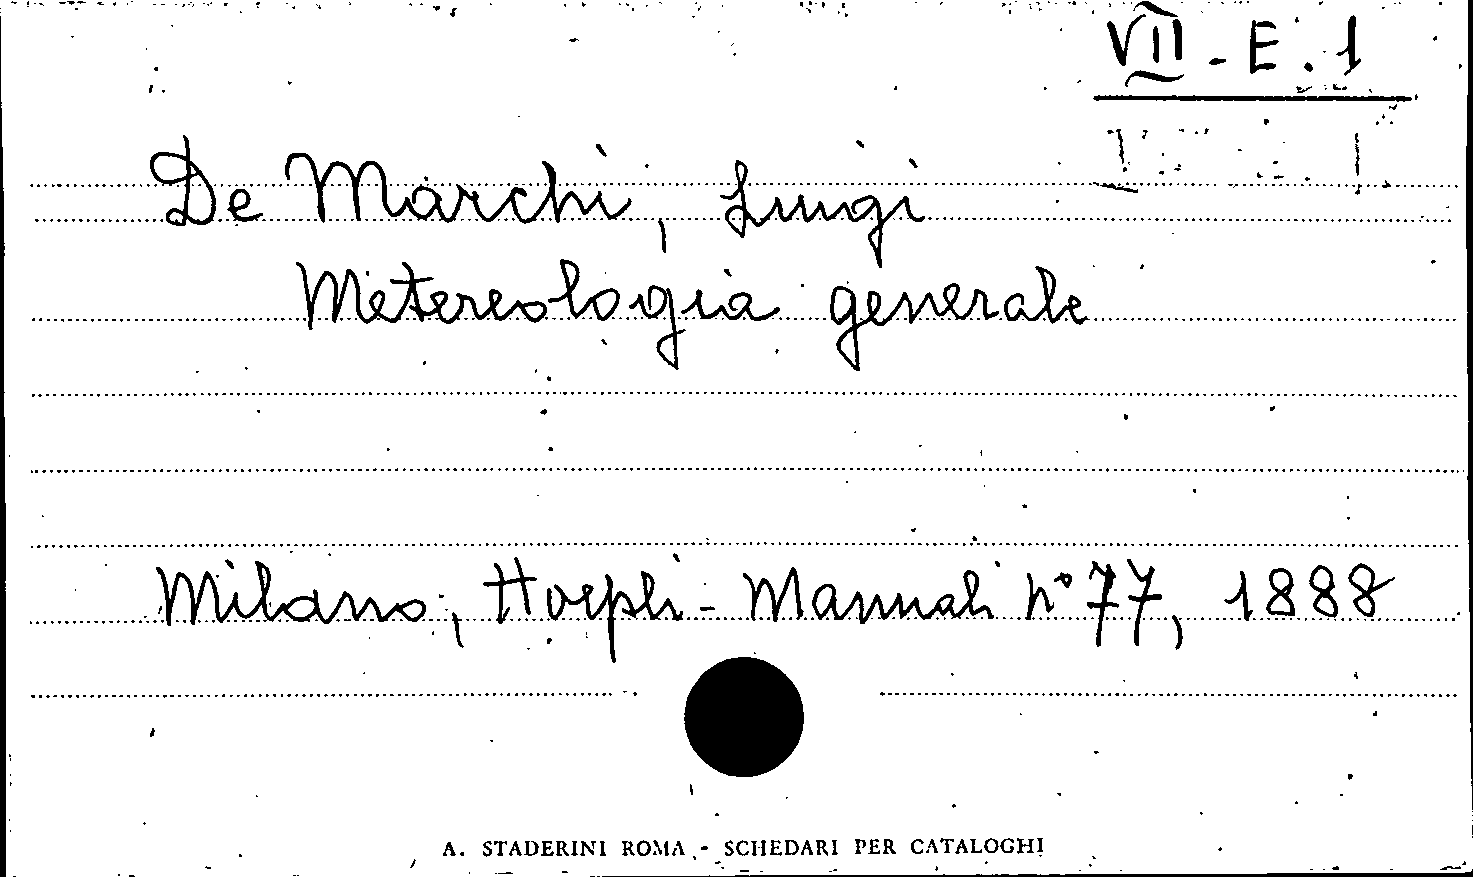 VII - E. 1
De Marchi, Luigi
Metereologia generale
Milano, Hoepli - Manuali n° 77, 1888
A. STADERINI ROMA - SCHEDARI PER CATALOGHI